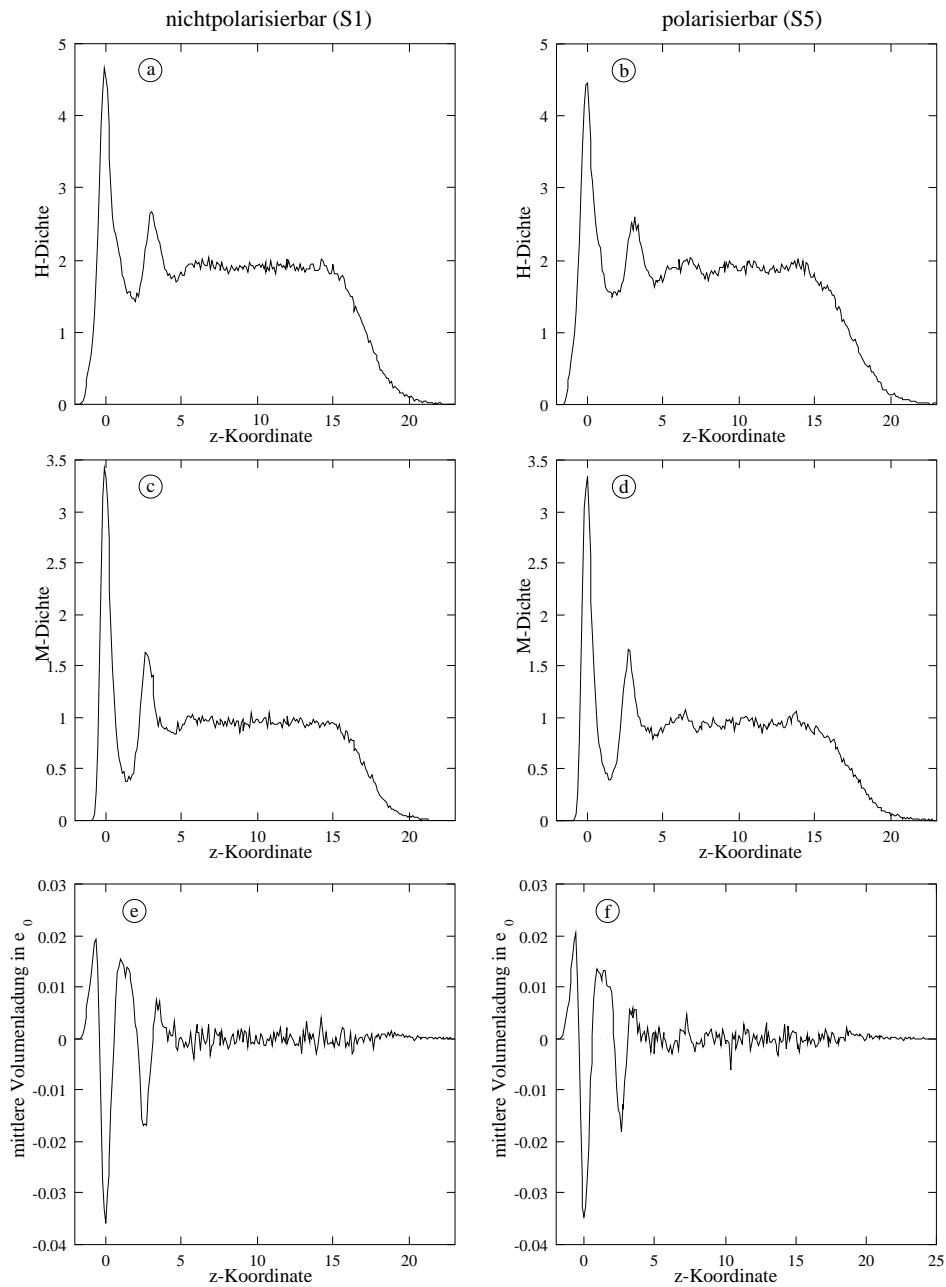 nichtpolarisierbar (S1)
polarisierbar (S5)
a
H-Dichte
5
4
3
2
1
0
0 5 10 15 20
z-Koordinate
b
H-Dichte
5
4
3
2
1
0
0 5 10 15 20
z-Koordinate
c
M-Dichte
3.5
3
2.5
2
1.5
1
0.5
0
0 5 10 15 20
z-Koordinate
d
M-Dichte
3.5
3
2.5
2
1.5
1
0.5
0
0 5 10 15 20
z-Koordinate
e
mittlere Volumenladung in e 0
0.03
0.02
0.01
0
-0.01
-0.02
-0.03
-0.04
0 5 10 15 20
z-Koordinate
f
mittlere Volumenladung in e 0
0.03
0.02
0.01
0
-0.01
-0.02
-0.03
-0.04
0 5 10 15 20 25
z-Koordinate